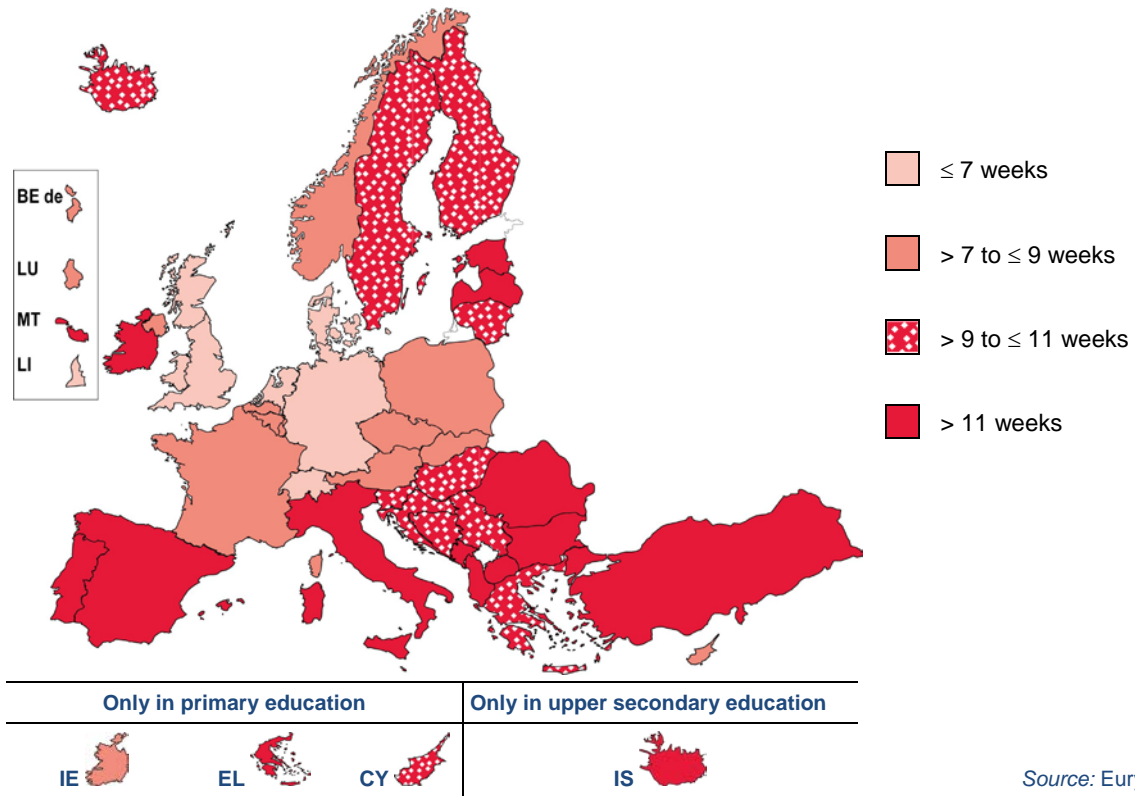 BE de
LU
MT
LI
≤ 7 weeks
> 7 to ≤ 9 weeks
> 9 to ≤ 11 weeks
> 11 weeks
Only in primary education
Only in upper secondary education
IE
EL
CY
IS
Source: Eury